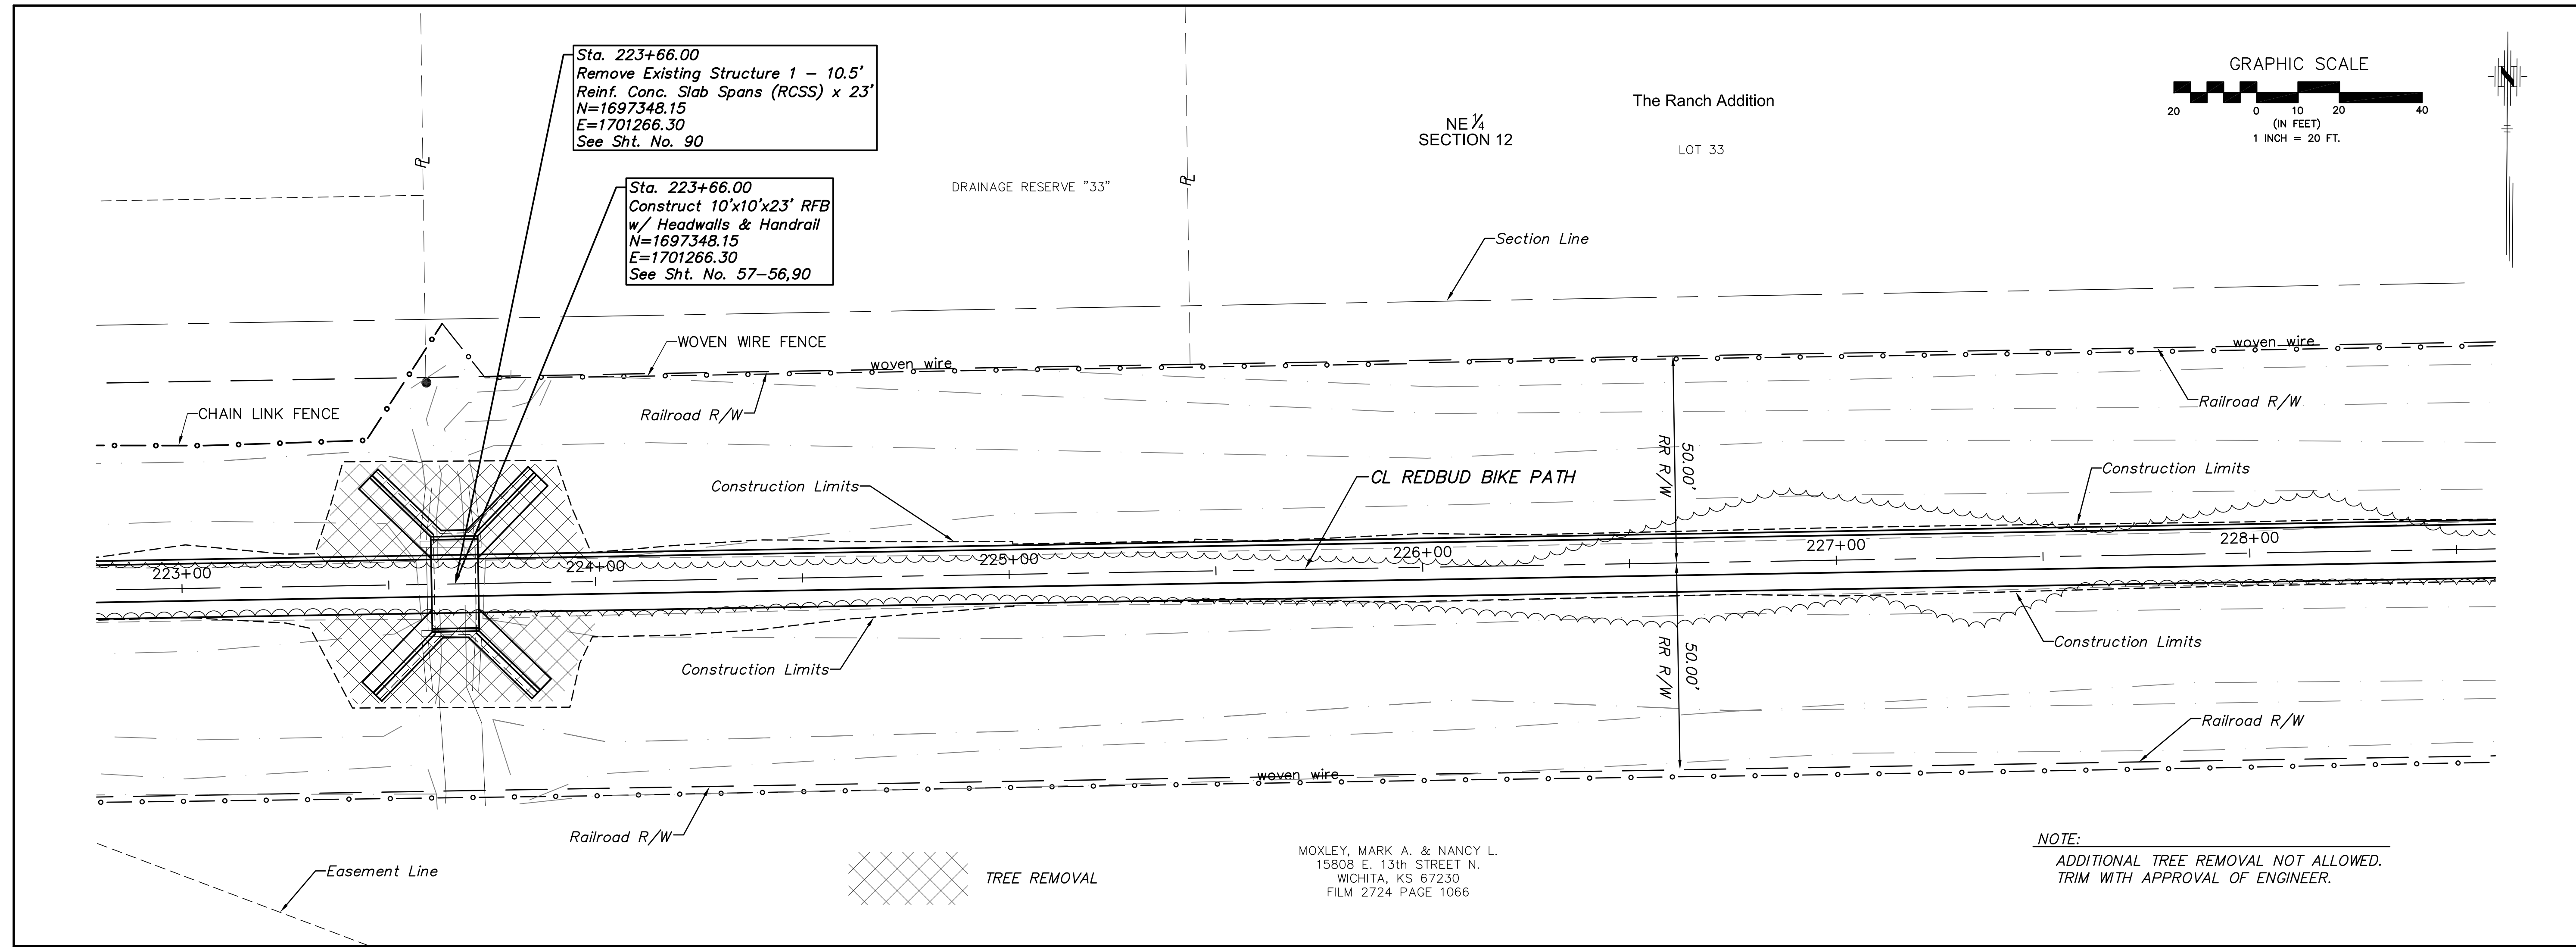 Sta. 223+66.00
Remove Existing Structure 1 – 10.5'
Reinf. Conc. Slab Spans (RCSS) x 23'
N=1697348.15
E=1701266.30
See Sht. No. 90
Sta. 223+66.00
Construct 10'x10'x23' RFB
w/ Headwalls & Handrail
N=1697348.15
E=1701266.30
See Sht. No. 57–56,90
PL
PL
DRAINAGE RESERVE "33"
NE 1/4
SECTION 12
The Ranch Addition
LOT 33
GRAPHIC SCALE
20 0 10 20 40
(IN FEET)
1 INCH = 20 FT.
N
Section Line
WOVEN WIRE FENCE
woven wire
woven wire
CHAIN LINK FENCE
Railroad R/W
Railroad R/W
Construction Limits
CL REDBUD BIKE PATH
50.00'
RR R/W
Construction Limits
223+00
224+00
225+00
226+00
227+00
228+00
Construction Limits
50.00'
RR R/W
Construction Limits
Railroad R/W
woven wire
Railroad R/W
Easement Line
TREE REMOVAL
MOXLEY, MARK A. & NANCY L.
15808 E. 13th STREET N.
WICHITA, KS 67230
FILM 2724 PAGE 1066
NOTE:
ADDITIONAL TREE REMOVAL NOT ALLOWED.
TRIM WITH APPROVAL OF ENGINEER.